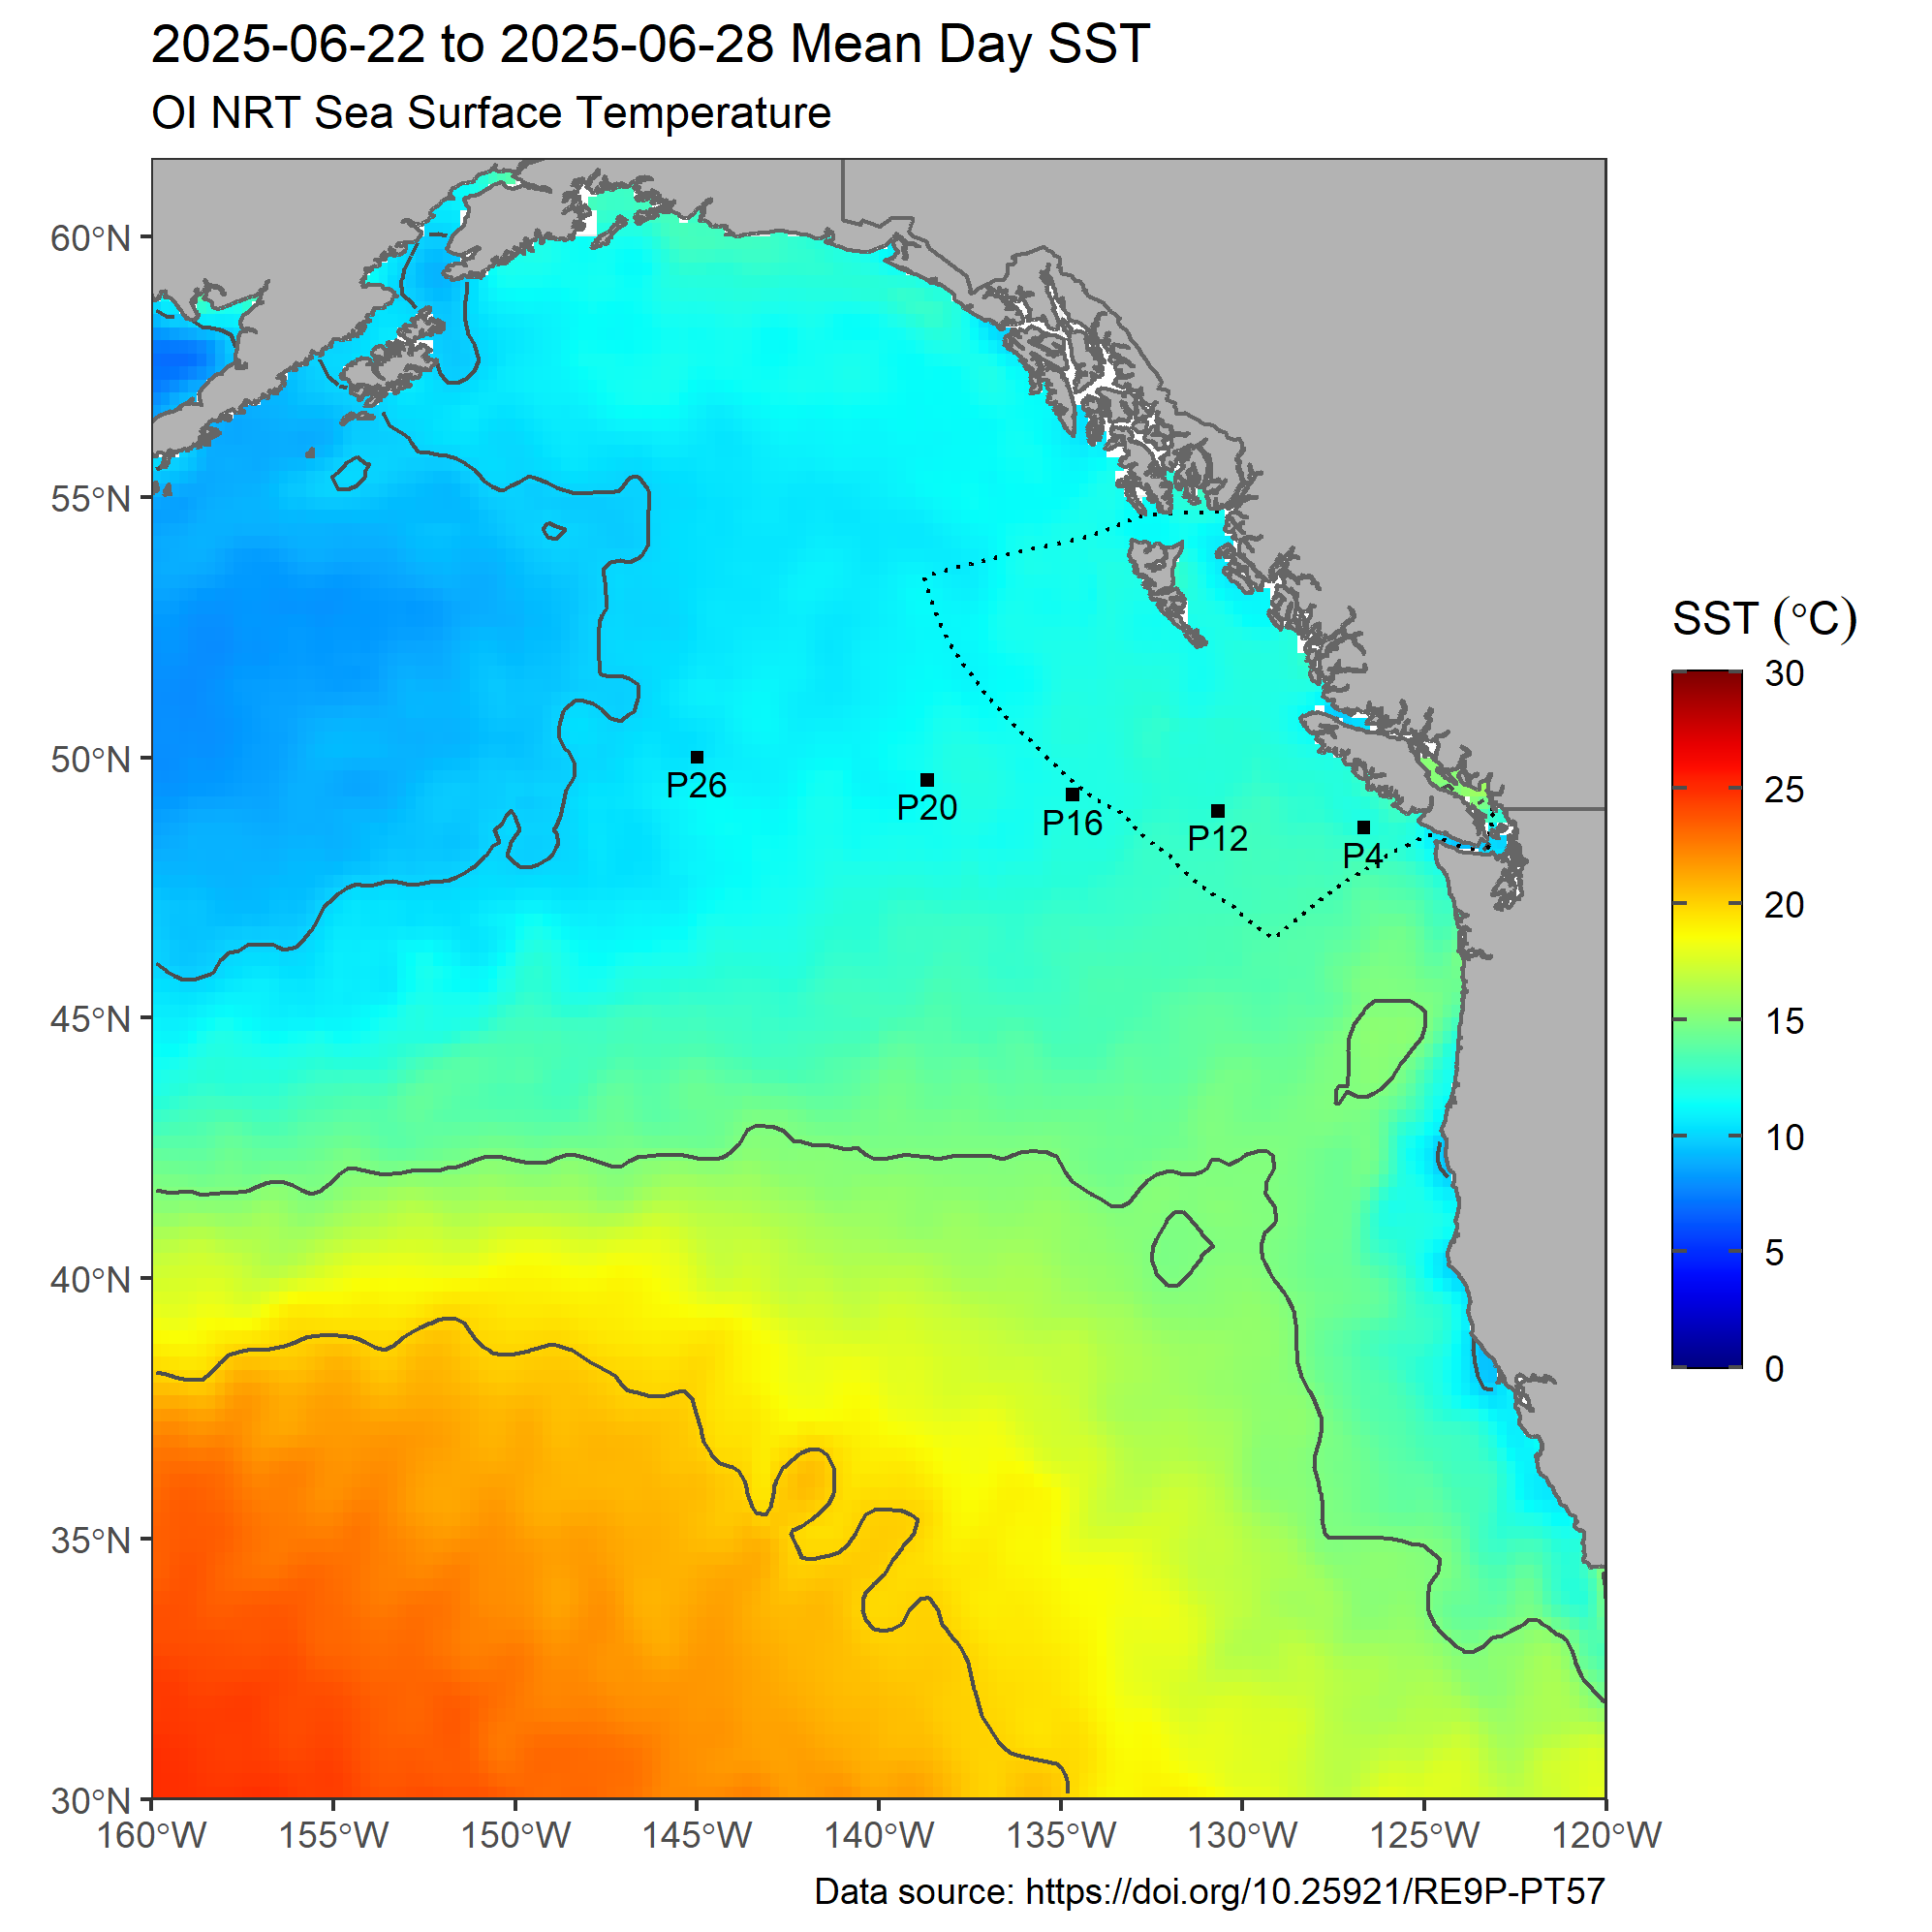 2025-06-22 to 2025-06-28 Mean Day SST
OI NRT Sea Surface Temperature
60°N
55°N
50°N
45°N
40°N
35°N
30°N
P26
P20
P16
P12
P4
160°W
155°W
150°W
145°W
140°W
135°W
130°W
125°W
120°W
SST (°C)
30
25
20
15
10
5
0
Data source: https://doi.org/10.25921/RE9P-PT57